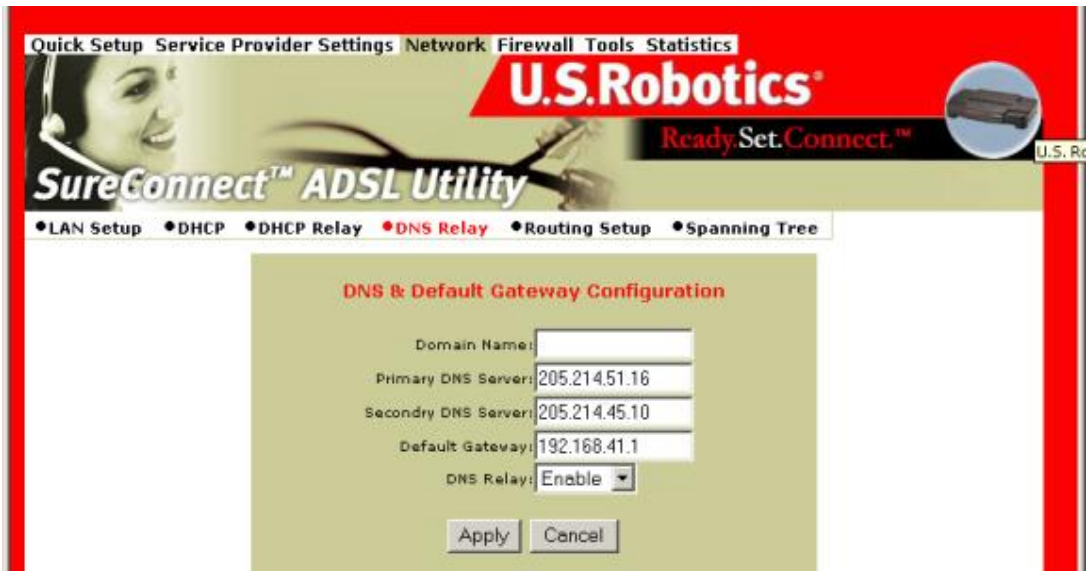 Quick Setup Service Provider Settings Network Firewall Tools Statistics
U.S.Robotics®
Ready.Set.Connect.™
U.S. Ro
SureConnect™ ADSL Utility
•LAN Setup •DHCP •DHCP Relay •DNS Relay •Routing Setup •Spanning Tree
DNS & Default Gateway Configuration
Domain Name:
Primary DNS Server: 205.214.51.16
Secondry DNS Server: 205.214.45.10
Default Gateway: 192.168.41.1
DNS Relay: Enable
Apply Cancel